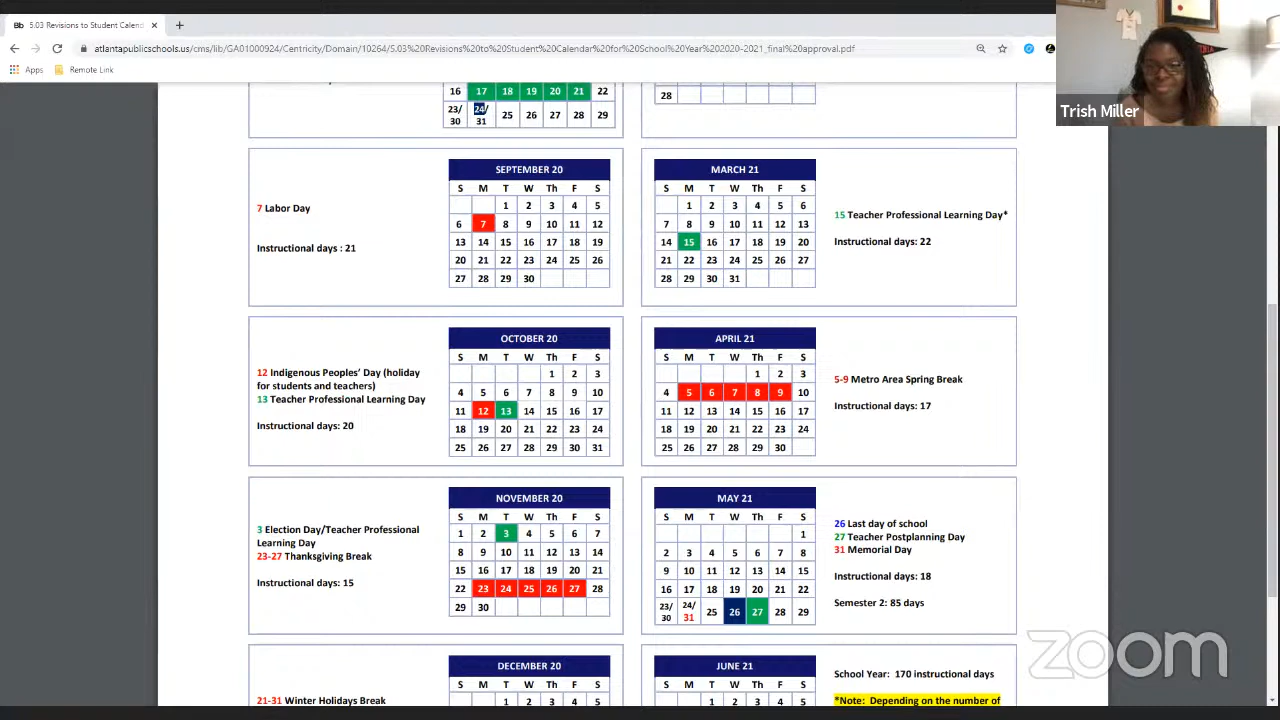 Bb 5.03 Revisions to Student Calend
atlantapublicschools.us/cms/lib/GA01000924/Centricity/Domain/10264/5.03%20Revisions%20to%20Student%20Calendar%20for%20School%20Year%202020-2021_final%20approval.pdf
Apps Remote Link
Trish Miller
16 17 18 19 20 21 22
23/30 24/31 25 26 27 28 29
28
7 Labor Day
Instructional days : 21
SEPTEMBER 20
S M T W Th F S
1 2 3 4 5
6 7 8 9 10 11 12
13 14 15 16 17 18 19
20 21 22 23 24 25 26
27 28 29 30
MARCH 21
S M T W Th F S
1 2 3 4 5 6
7 8 9 10 11 12 13
14 15 16 17 18 19 20
21 22 23 24 25 26 27
28 29 30 31
15 Teacher Professional Learning Day*
Instructional days: 22
12 Indigenous Peoples’ Day (holiday
for students and teachers)
13 Teacher Professional Learning Day
Instructional days: 20
OCTOBER 20
S M T W Th F S
1 2 3
4 5 6 7 8 9 10
11 12 13 14 15 16 17
18 19 20 21 22 23 24
25 26 27 28 29 30 31
APRIL 21
S M T W Th F S
1 2 3
4 5 6 7 8 9 10
11 12 13 14 15 16 17
18 19 20 21 22 23 24
25 26 27 28 29 30
5-9 Metro Area Spring Break
Instructional days: 17
3 Election Day/Teacher Professional
Learning Day
23-27 Thanksgiving Break
Instructional days: 15
NOVEMBER 20
S M T W Th F S
1 2 3 4 5 6 7
8 9 10 11 12 13 14
15 16 17 18 19 20 21
22 23 24 25 26 27 28
29 30
MAY 21
S M T W Th F S
1
2 3 4 5 6 7 8
9 10 11 12 13 14 15
16 17 18 19 20 21 22
23/30 24/31 25 26 27 28 29
26 Last day of school
27 Teacher Postplanning Day
31 Memorial Day
Instructional days: 18
Semester 2: 85 days
zoom
21-31 Winter Holidays Break
DECEMBER 20
S M T W Th F S
1 2 3 4 5
JUNE 21
S M T W Th F S
1 2 3 4 5
School Year: 170 instructional days
*Note: Depending on the number of